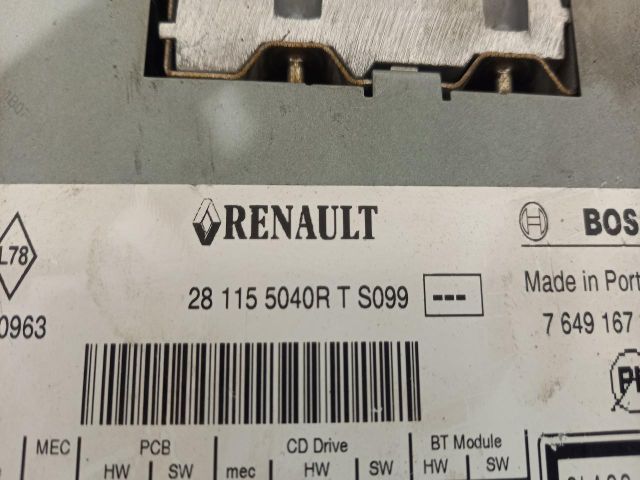 L78
RENAULT
BOS
28 115 5040R T S099
---
Made in Port
0963
7 649 167
MEC
PCB
CD Drive
BT Module
HW
SW
mec
HW
SW
HW
SW